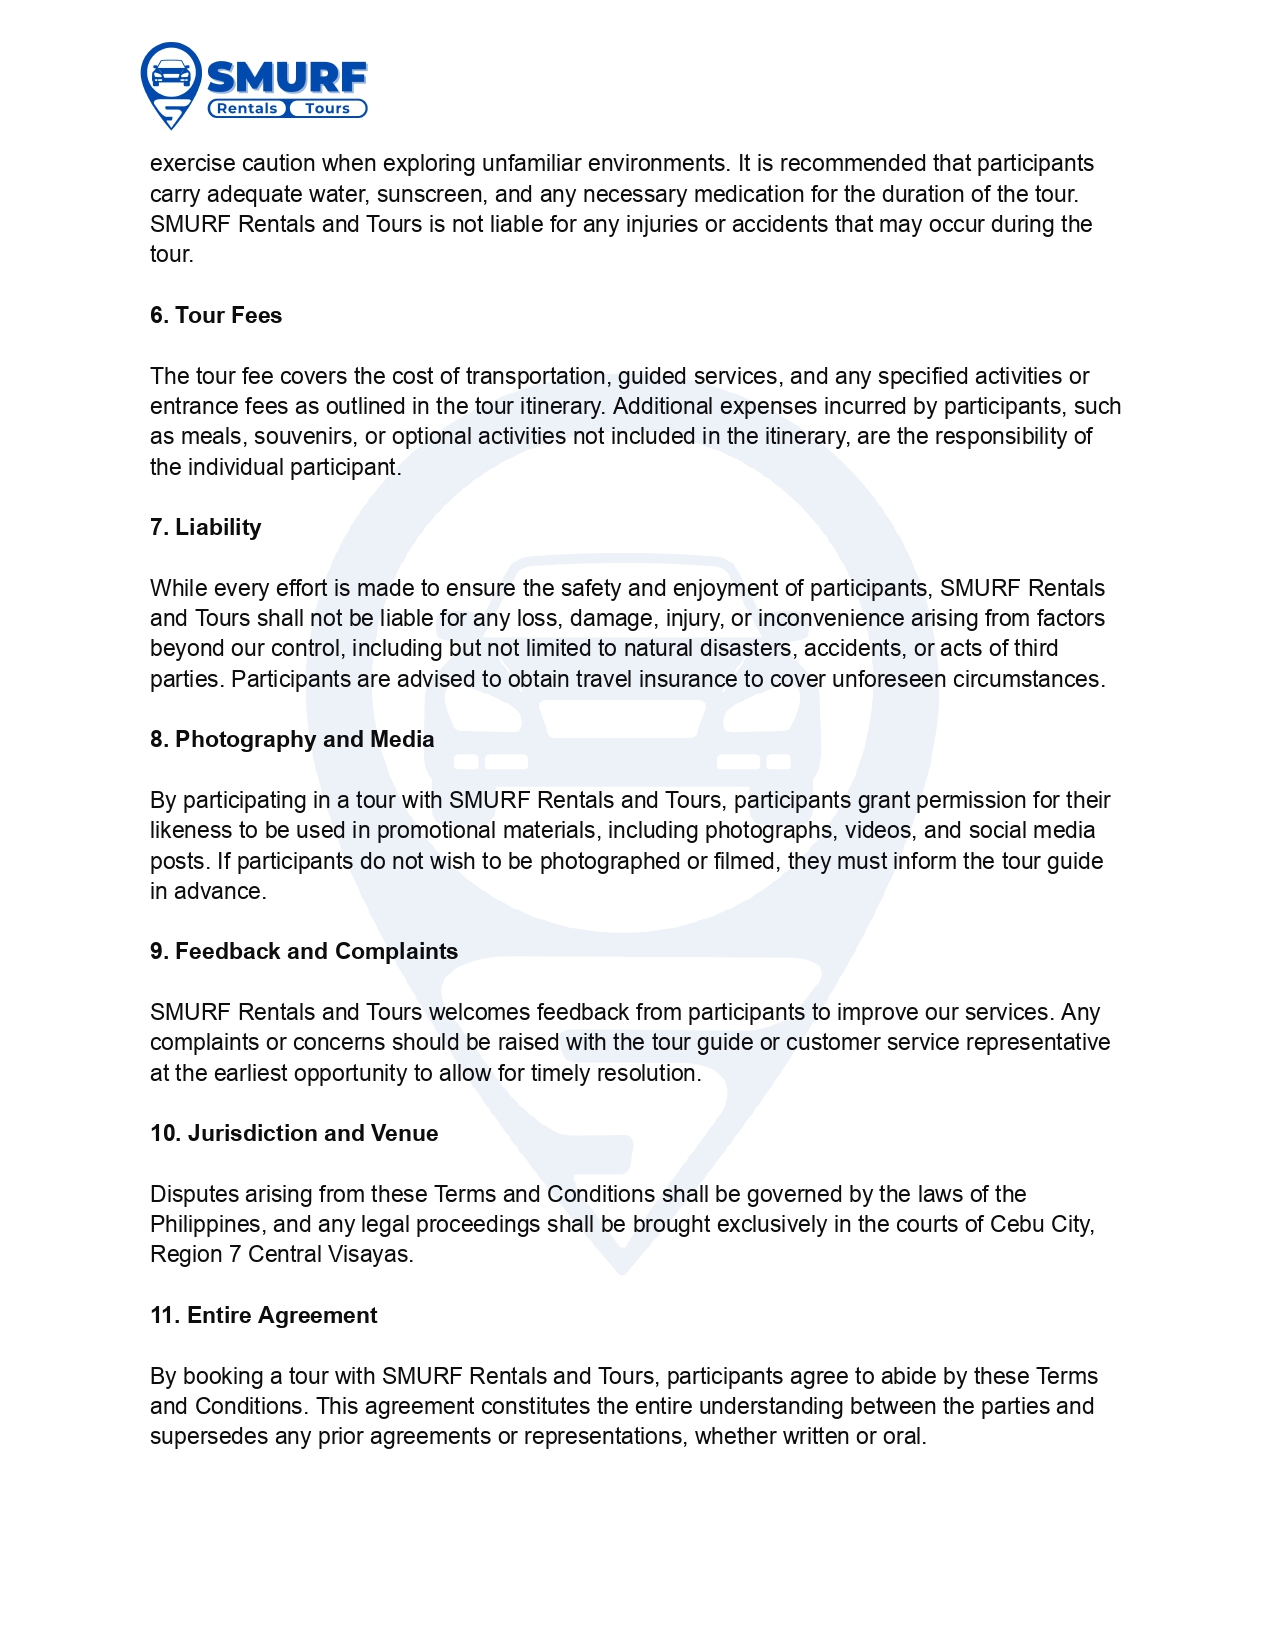 SMURF
Rentals Tours
exercise caution when exploring unfamiliar environments. It is recommended that participants
carry adequate water, sunscreen, and any necessary medication for the duration of the tour.
SMURF Rentals and Tours is not liable for any injuries or accidents that may occur during the
tour.
6. Tour Fees
The tour fee covers the cost of transportation, guided services, and any specified activities or
entrance fees as outlined in the tour itinerary. Additional expenses incurred by participants, such
as meals, souvenirs, or optional activities not included in the itinerary, are the responsibility of
the individual participant.
7. Liability
While every effort is made to ensure the safety and enjoyment of participants, SMURF Rentals
and Tours shall not be liable for any loss, damage, injury, or inconvenience arising from factors
beyond our control, including but not limited to natural disasters, accidents, or acts of third
parties. Participants are advised to obtain travel insurance to cover unforeseen circumstances.
8. Photography and Media
By participating in a tour with SMURF Rentals and Tours, participants grant permission for their
likeness to be used in promotional materials, including photographs, videos, and social media
posts. If participants do not wish to be photographed or filmed, they must inform the tour guide
in advance.
9. Feedback and Complaints
SMURF Rentals and Tours welcomes feedback from participants to improve our services. Any
complaints or concerns should be raised with the tour guide or customer service representative
at the earliest opportunity to allow for timely resolution.
10. Jurisdiction and Venue
Disputes arising from these Terms and Conditions shall be governed by the laws of the
Philippines, and any legal proceedings shall be brought exclusively in the courts of Cebu City,
Region 7 Central Visayas.
11. Entire Agreement
By booking a tour with SMURF Rentals and Tours, participants agree to abide by these Terms
and Conditions. This agreement constitutes the entire understanding between the parties and
supersedes any prior agreements or representations, whether written or oral.